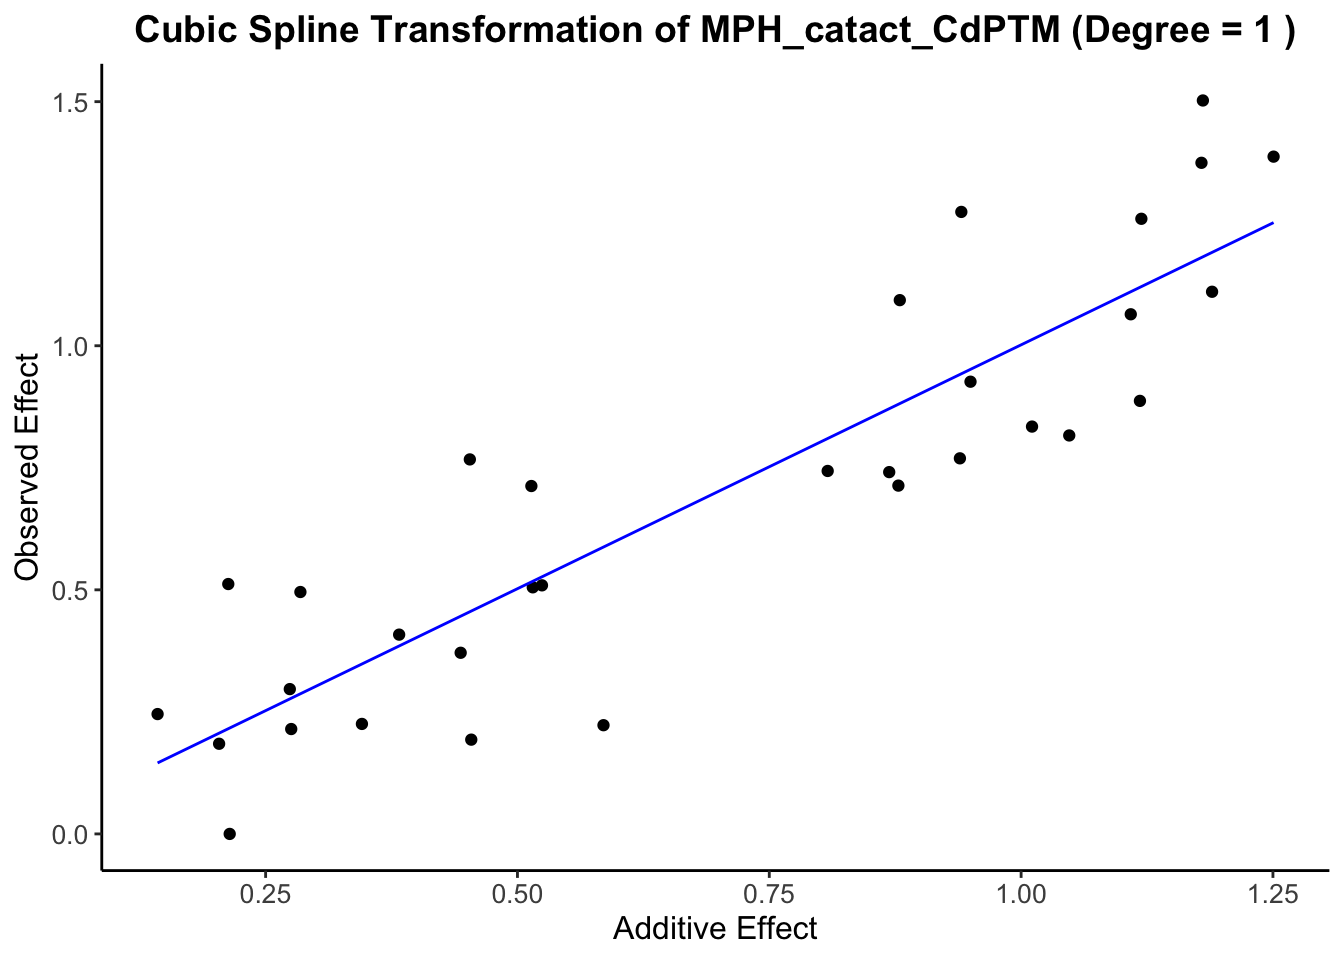 Cubic Spline Transformation of MPH_catact_CdPTM (Degree = 1 )
1.5
1.0
0.5
0.0
Observed Effect
0.25 0.50 0.75 1.00 1.25
Additive Effect